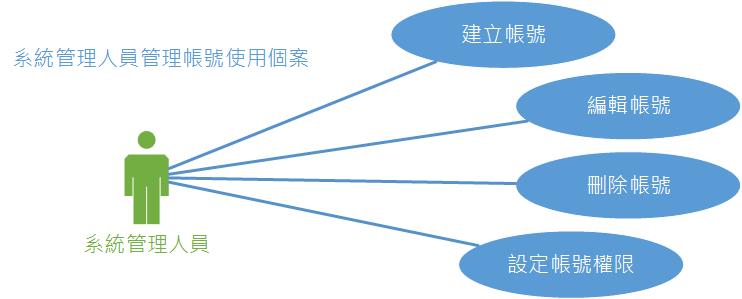 建立帳號
系統管理人員管理帳號使用個案
編輯帳號
刪除帳號
系統管理人員
設定帳號權限